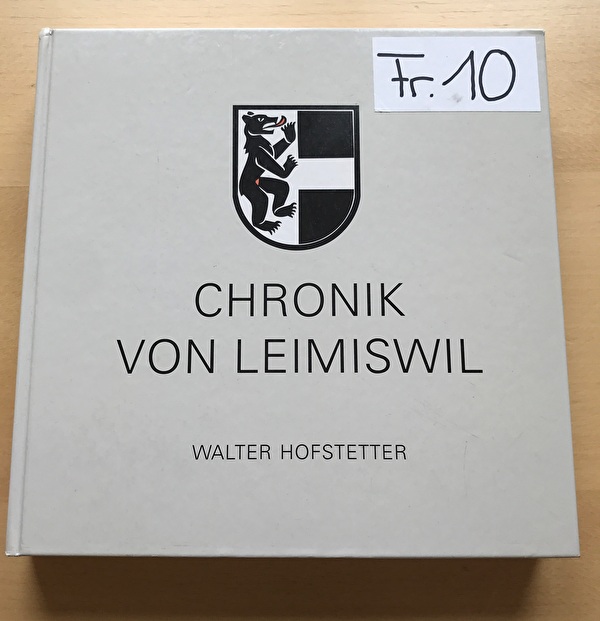 Fr. 10
CHRONIK
VON LEIMISWIL
WALTER HOFSTETTER